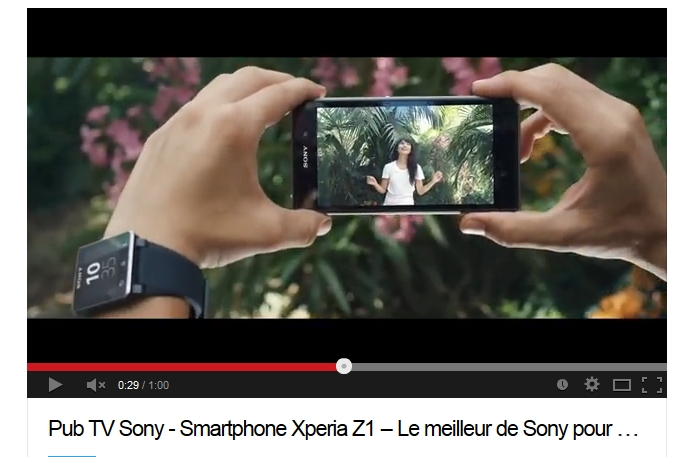 SONY
SONY
10
35
0:29 / 1:00
Pub TV Sony - Smartphone Xperia Z1 – Le meilleur de Sony pour ...